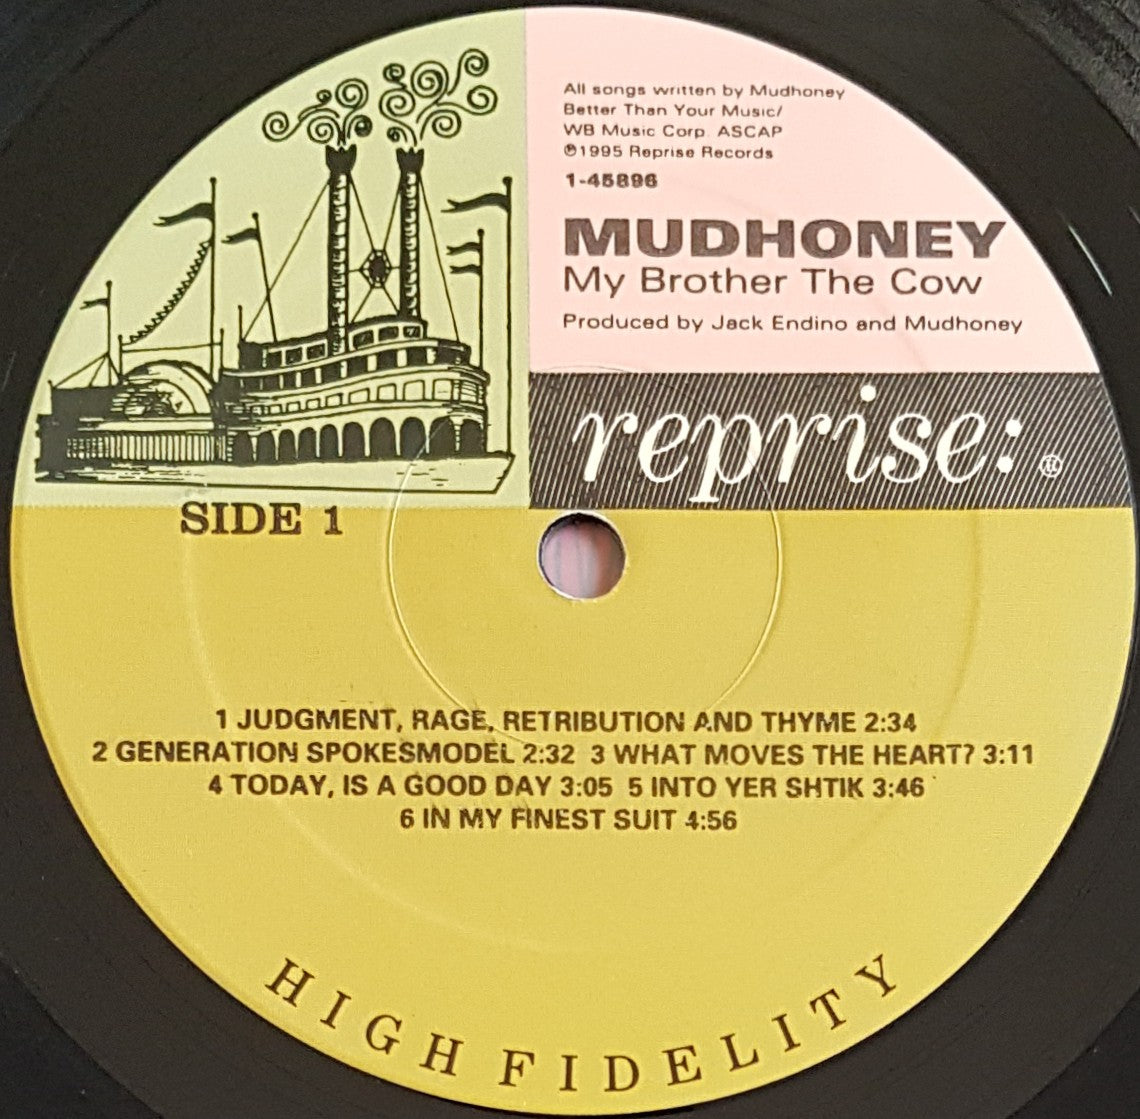 All songs written by Mudhoney
Better Than Your Music/
WB Music Corp. ASCAP
℗1995 Reprise Records
1-45896
MUDHONEY
My Brother The Cow
Produced by Jack Endino and Mudhoney
reprise:®
SIDE 1
1 JUDGMENT, RAGE, RETRIBUTION AND THYME 2:34
2 GENERATION SPOKESMODEL 2:32 3 WHAT MOVES THE HEART? 3:11
4 TODAY, IS A GOOD DAY 3:05 5 INTO YER SHTIK 3:46
6 IN MY FINEST SUIT 4:56
HIGH FIDELITY